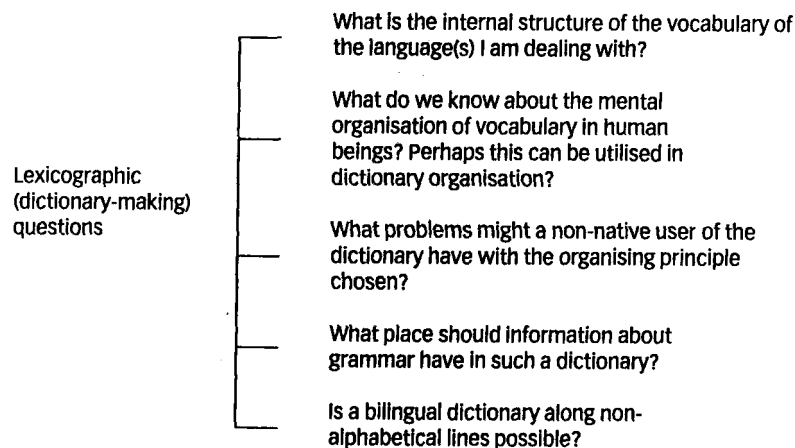 What is the internal structure of the vocabulary of
the language(s) I am dealing with?
What do we know about the mental
organisation of vocabulary in human
beings? Perhaps this can be utilised in
dictionary organisation?
Lexicographic
(dictionary-making)
questions
What problems might a non-native user of the
dictionary have with the organising principle
chosen?
What place should information about
grammar have in such a dictionary?
Is a bilingual dictionary along non-
alphabetical lines possible?